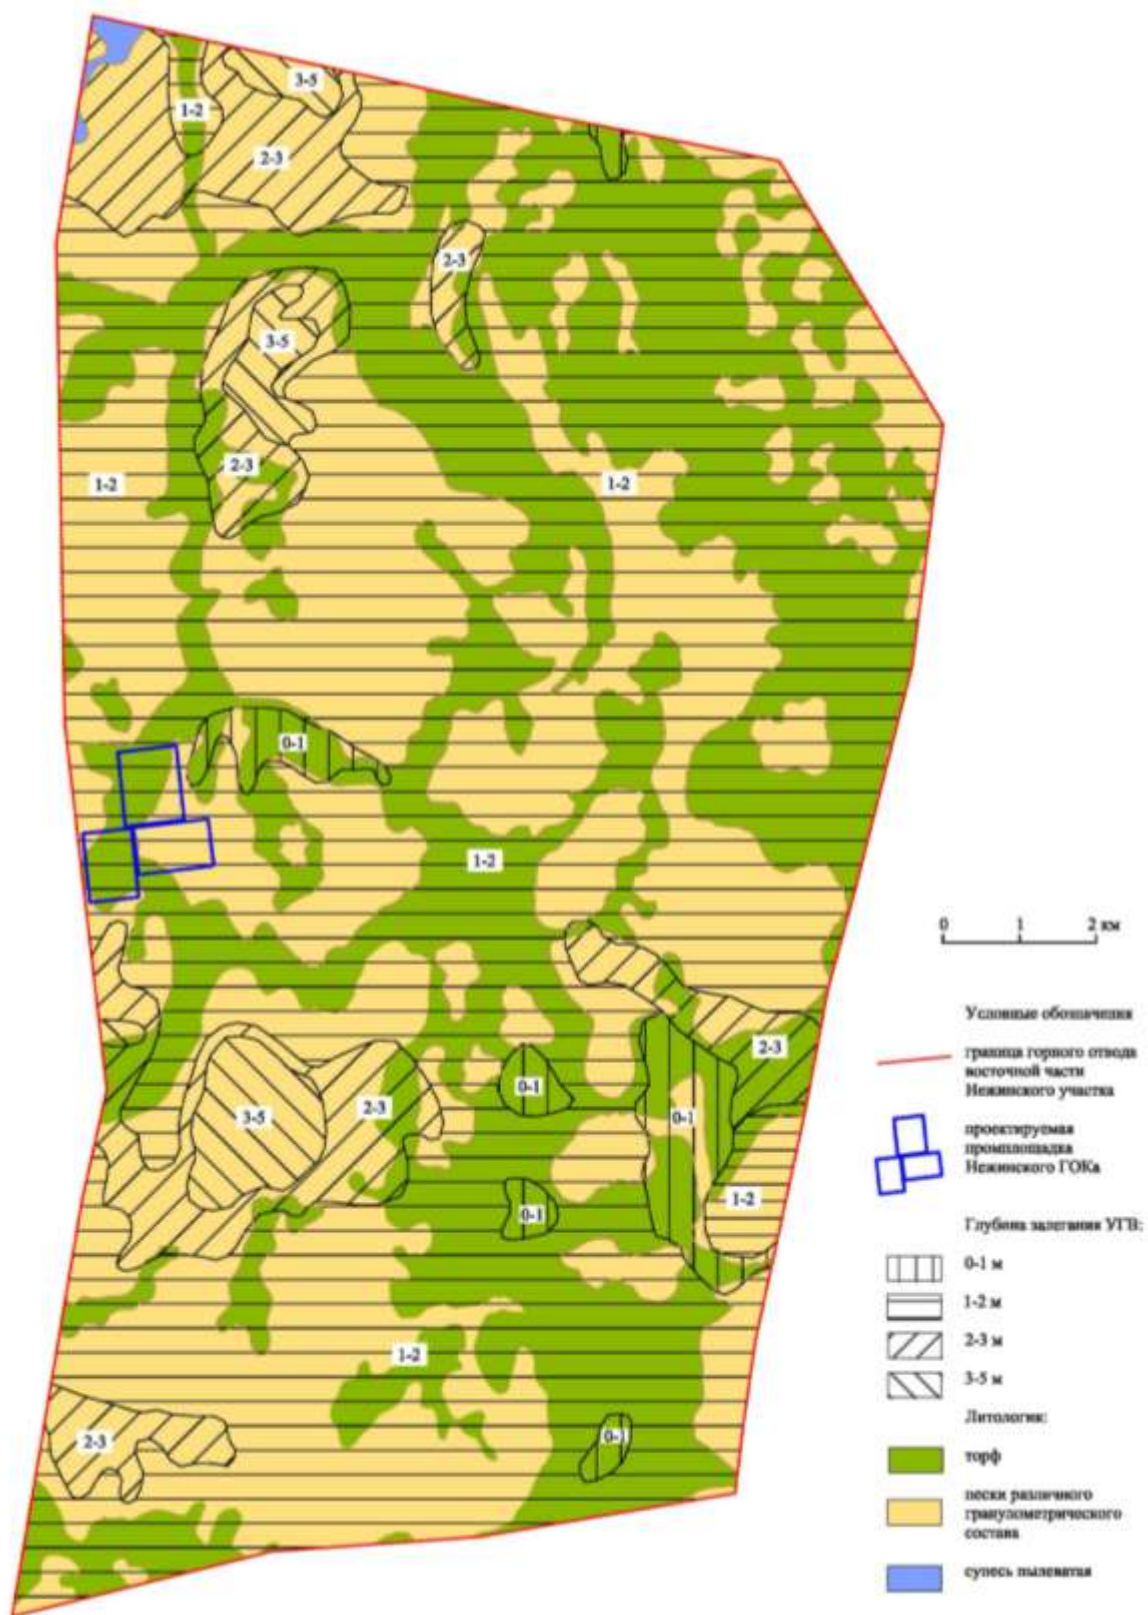 3-5
1-2
2-3
2-3
3-5
2-3
1-2
1-2
0-1
1-2
2-3
0-1
2-3
3-5
0-1
1-2
0-1
1-2
0-1
2-3
0 1 2 км
Условные обозначения
граница горного отвода
восточной части
Нежинского участка
проектируемая
промплощадка
Нежинского ГОКа
Глубина залегания УГВ:
0-1 м
1-2 м
2-3 м
3-5 м
Литология:
торф
пески различного
гранулометрического
состава
супесь пылеватая